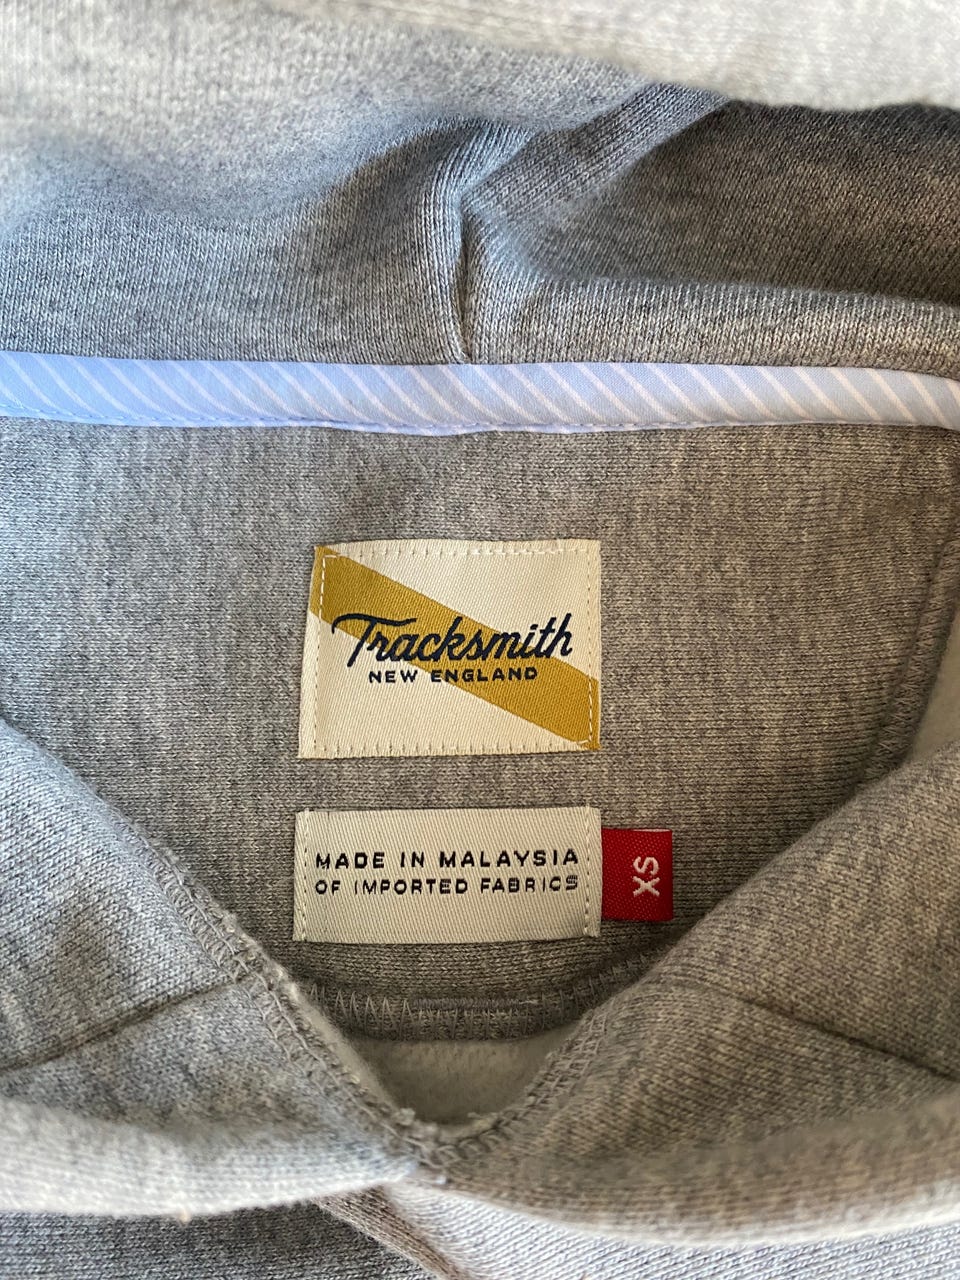 Tracksmith
NEW ENGLAND
MADE IN MALAYSIA
OF IMPORTED FABRICS
XS